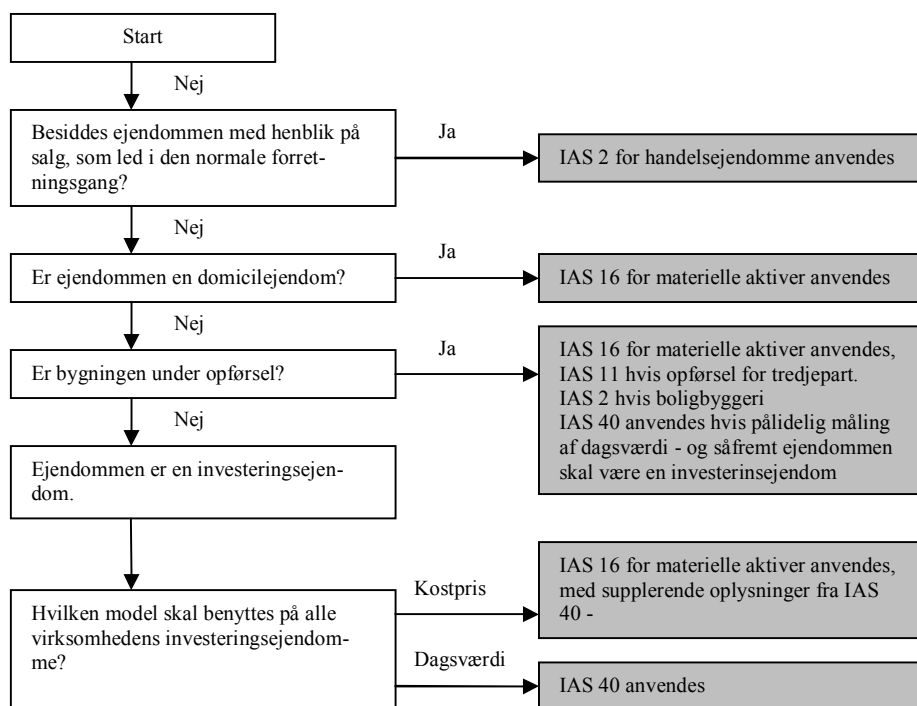 Start
Nej
Besiddes ejendommen med henblik på
salg, som led i den normale forret-
ningsgang?
Ja
IAS 2 for handelsejendomme anvendes
Nej
Er ejendommen en domicilejendom?
Ja
IAS 16 for materielle aktiver anvendes
Nej
Er bygningen under opførsel?
Ja
IAS 16 for materielle aktiver anvendes,
IAS 11 hvis opførsel for tredjepart.
IAS 2 hvis boligbyggeri
IAS 40 anvendes hvis pålidelig måling
af dagsværdi - og såfremt ejendommen
skal være en investerinsejendom
Nej
Ejendommen er en investeringsejen-
dom.
Hvilken model skal benyttes på alle
virksomhedens investeringsejendom-
me?
Kostpris
IAS 16 for materielle aktiver anvendes,
med supplerende oplysninger fra IAS
40 -
Dagsværdi
IAS 40 anvendes